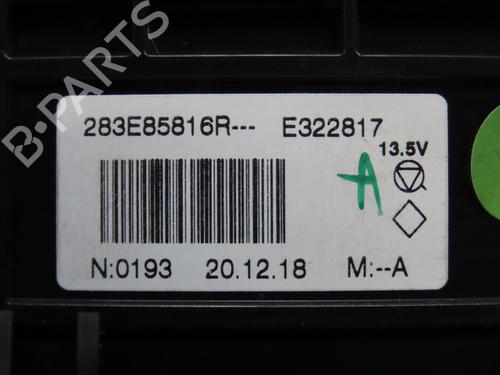 B-PARTS
283E85816R--- E322817
13.5V
A
N:0193 20.12.18 M:--A